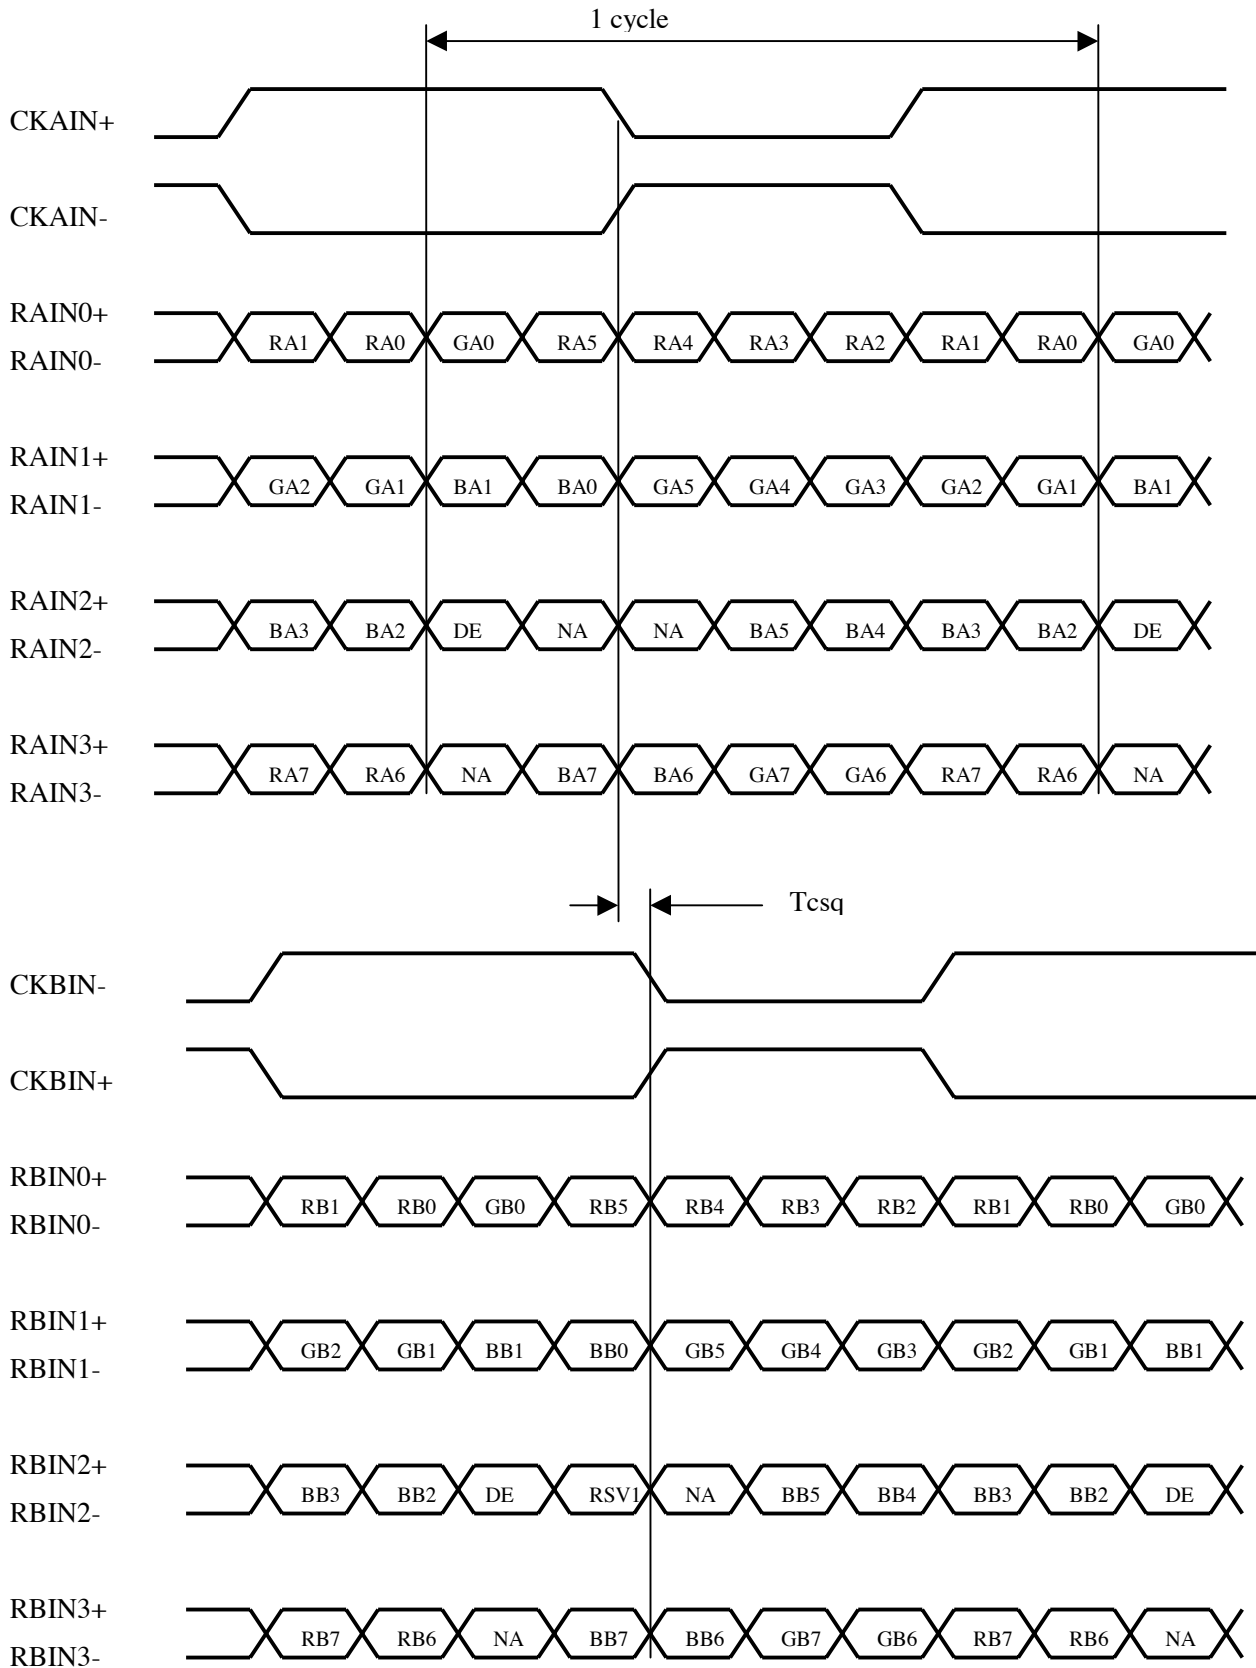 1 cycle
CKAIN+
CKAIN-
RAIN0+
RA1 RA0 GA0 RA5 RA4 RA3 RA2 RA1 RA0 GA0
RAIN0-
RAIN1+
GA2 GA1 BA1 BA0 GA5 GA4 GA3 GA2 GA1 BA1
RAIN1-
RAIN2+
BA3 BA2 DE NA NA BA5 BA4 BA3 BA2 DE
RAIN2-
RAIN3+
RA7 RA6 NA BA7 BA6 GA7 GA6 RA7 RA6 NA
RAIN3-
Tcsq
CKBIN-
CKBIN+
RBIN0+
RB1 RB0 GB0 RB5 RB4 RB3 RB2 RB1 RB0 GB0
RBIN0-
RBIN1+
GB2 GB1 BB1 BB0 GB5 GB4 GB3 GB2 GB1 BB1
RBIN1-
RBIN2+
BB3 BB2 DE RSV1 NA BB5 BB4 BB3 BB2 DE
RBIN2-
RBIN3+
RB7 RB6 NA BB7 BB6 GB7 GB6 RB7 RB6 NA
RBIN3-